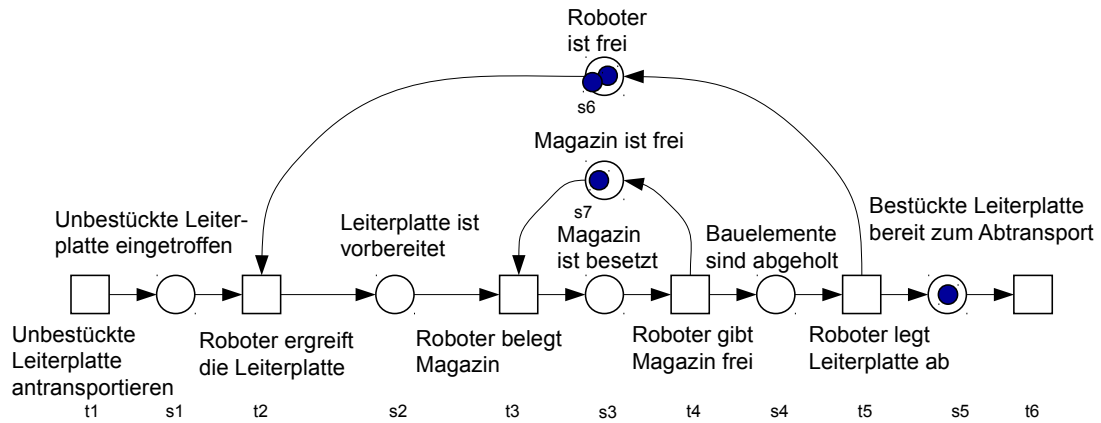 Roboter
ist frei
s6
Magazin ist frei
s7
Unbestückte Leiter-
platte eingetroffen
Leiterplatte ist
vorbereitet
Magazin
ist besetzt
Bauelemente
sind abgeholt
Bestückte Leiterplatte
bereit zum Abtransport
Unbestückte
Leiterplatte
antransportieren
Roboter ergreift
die Leiterplatte
Roboter belegt
Magazin
Roboter gibt
Magazin frei
Roboter legt
Leiterplatte ab
t1 s1 t2 s2 t3 s3 t4 s4 t5 s5 t6